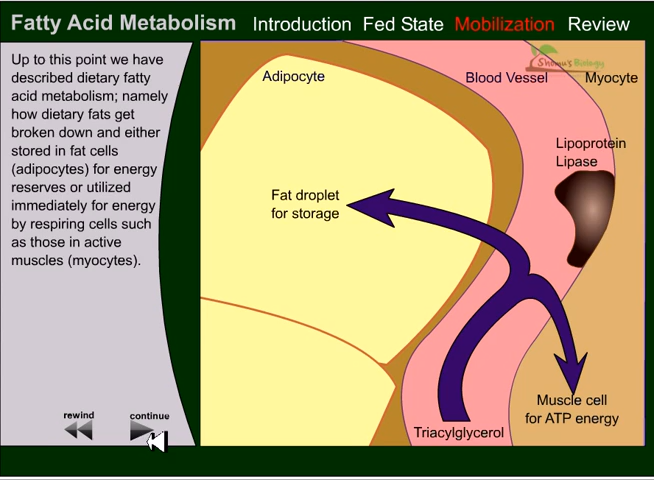 Fatty Acid Metabolism Introduction Fed State Mobilization Review
Up to this point we have
described dietary fatty
acid metabolism; namely
how dietary fats get
broken down and either
stored in fat cells
(adipocytes) for energy
reserves or utilized
immediately for energy
by respiring cells such
as those in active
muscles (myocytes).
rewind continue
Adipocyte
Blood Vessel
Shomu's Biology
Myocyte
Lipoprotein
Lipase
Fat droplet
for storage
Muscle cell
for ATP energy
Triacylglycerol